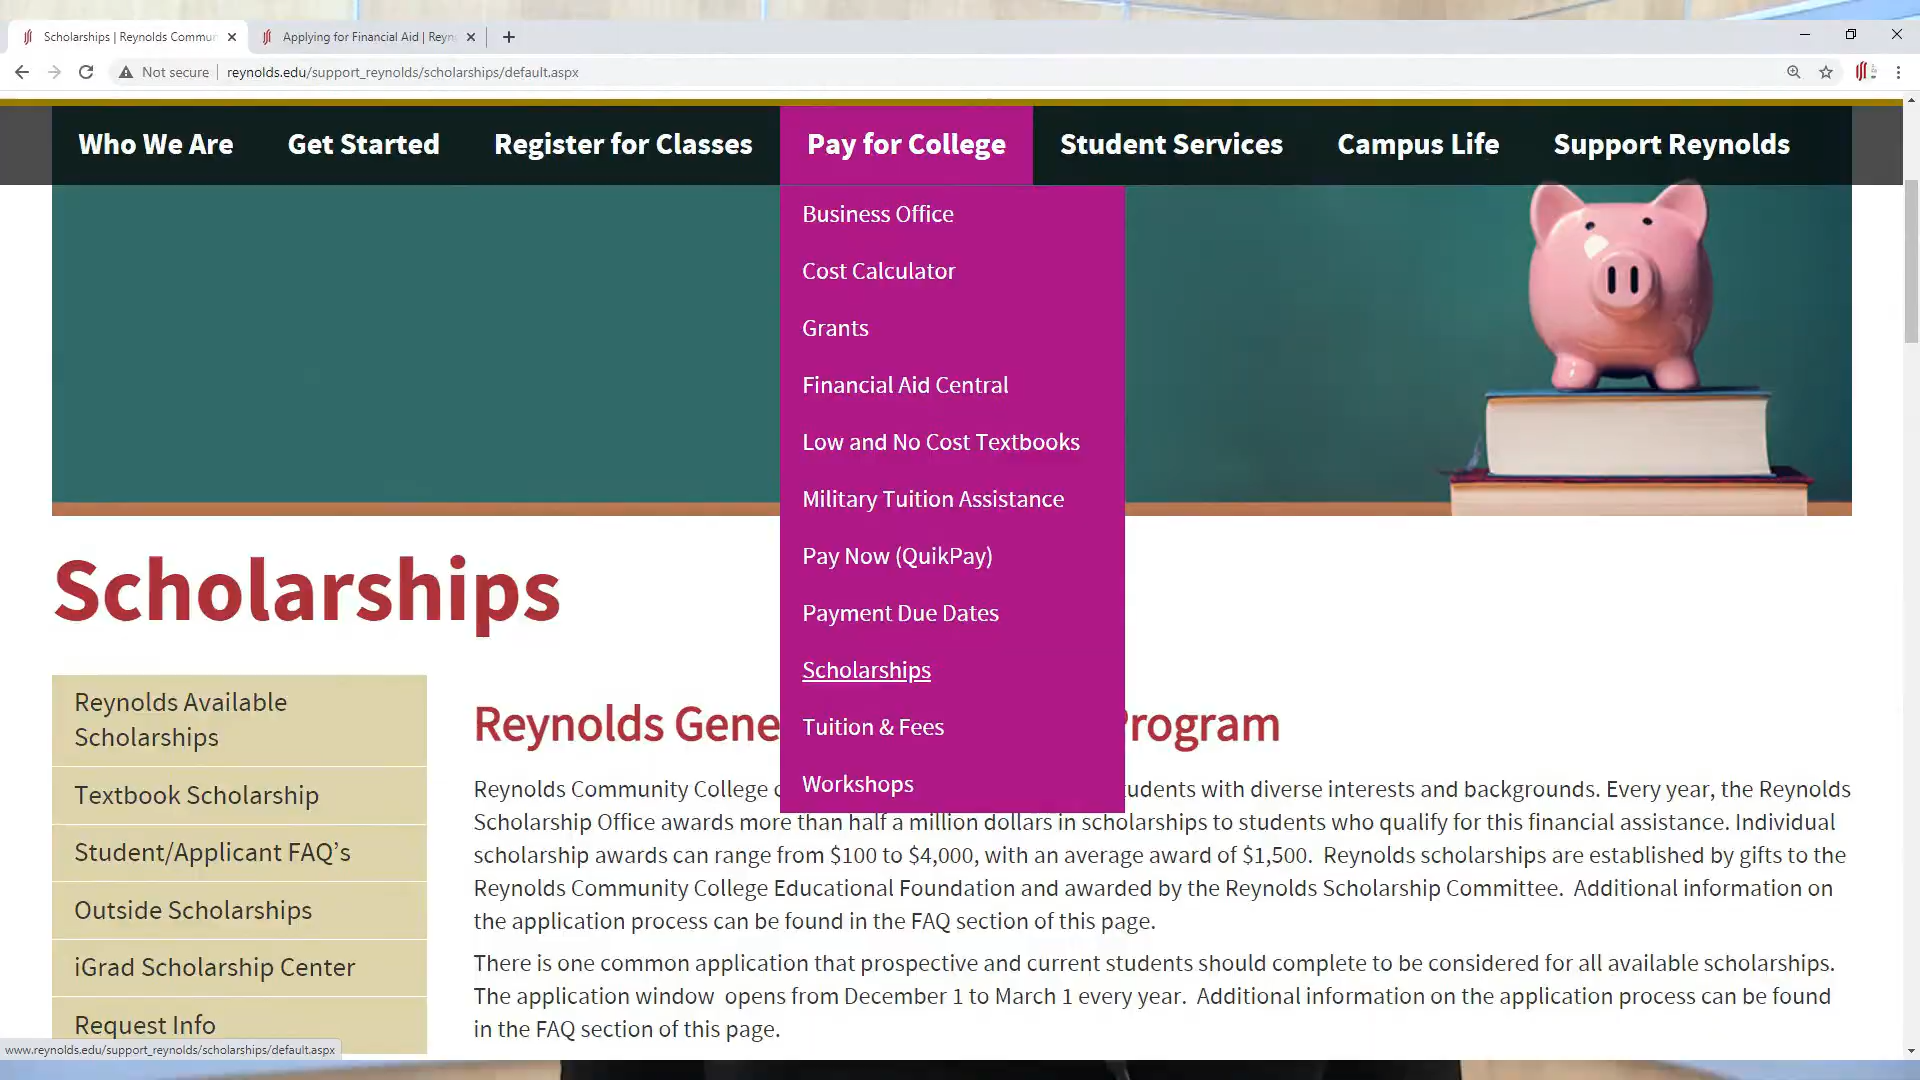 Scholarships | Reynolds Commu
Applying for Financial Aid | Reyn
Not secure
reynolds.edu/support_reynolds/scholarships/default.aspx
Who We Are
Get Started
Register for Classes
Pay for College
Student Services
Campus Life
Support Reynolds
Business Office
Cost Calculator
Grants
Financial Aid Central
Low and No Cost Textbooks
Military Tuition Assistance
Pay Now (QuikPay)
Payment Due Dates
Scholarships
Tuition & Fees
Workshops
Scholarships
Reynolds Available
Scholarships
Textbook Scholarship
Student/Applicant FAQ’s
Outside Scholarships
iGrad Scholarship Center
Request Info
Reynolds Gene rogram
Reynolds Community College udents with diverse interests and backgrounds. Every year, the Reynolds
Scholarship Office awards more than half a million dollars in scholarships to students who qualify for this financial assistance. Individual
scholarship awards can range from $100 to $4,000, with an average award of $1,500. Reynolds scholarships are established by gifts to the
Reynolds Community College Educational Foundation and awarded by the Reynolds Scholarship Committee. Additional information on
the application process can be found in the FAQ section of this page.
There is one common application that prospective and current students should complete to be considered for all available scholarships.
The application window opens from December 1 to March 1 every year. Additional information on the application process can be found
in the FAQ section of this page.
www.reynolds.edu/support_reynolds/scholarships/default.aspx